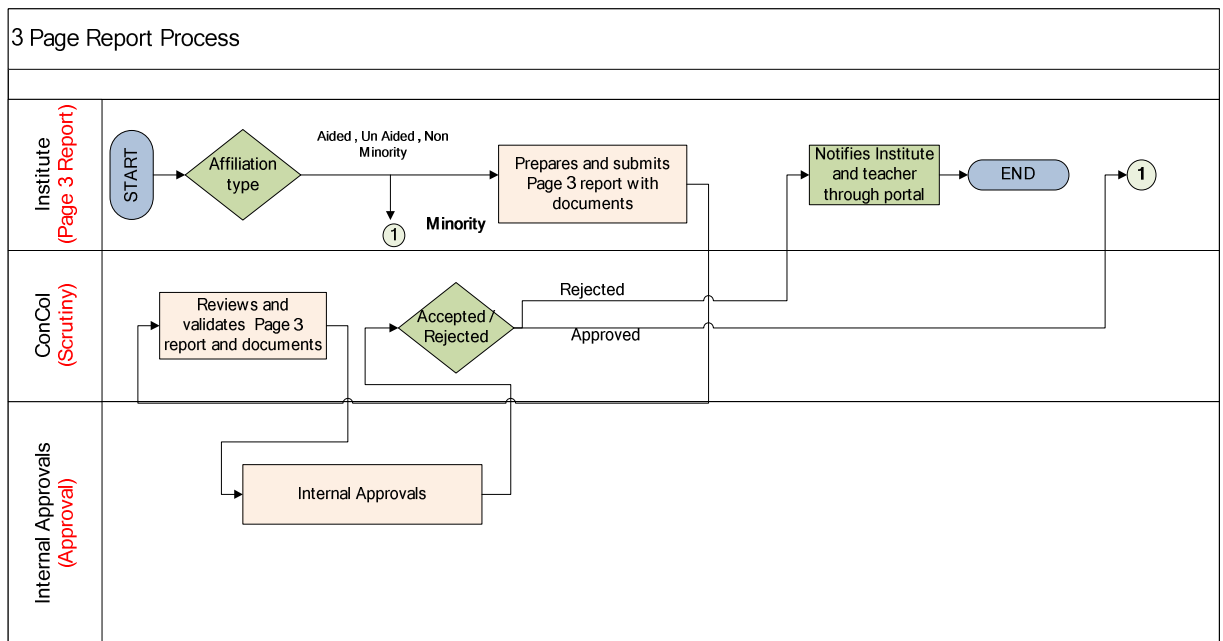 3 Page Report Process
Institute
(Page 3 Report)
START
Affiliation
type
Aided , Un Aided , Non
Minority
1
Minority
Prepares and submits
Page 3 report with
documents
Notifies Institute
and teacher
through portal
END
1
ConCol
(Scrutiny)
Reviews and
validates Page 3
report and documents
Accepted /
Rejected
Rejected
Approved
Internal Approvals
(Approval)
Internal Approvals